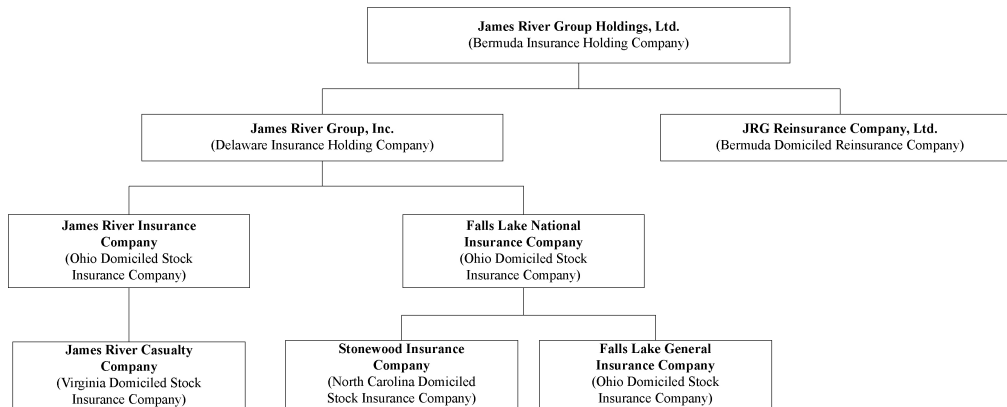 James River Group Holdings, Ltd.
(Bermuda Insurance Holding Company)
James River Group, Inc.
(Delaware Insurance Holding Company)
JRG Reinsurance Company, Ltd.
(Bermuda Domiciled Reinsurance Company)
James River Insurance
Company
(Ohio Domiciled Stock
Insurance Company)
Falls Lake National
Insurance Company
(Ohio Domiciled Stock
Insurance Company)
James River Casualty
Company
(Virginia Domiciled Stock
Insurance Company)
Stonewood Insurance
Company
(North Carolina Domiciled
Stock Insurance Company)
Falls Lake General
Insurance Company
(Ohio Domiciled Stock
Insurance Company)